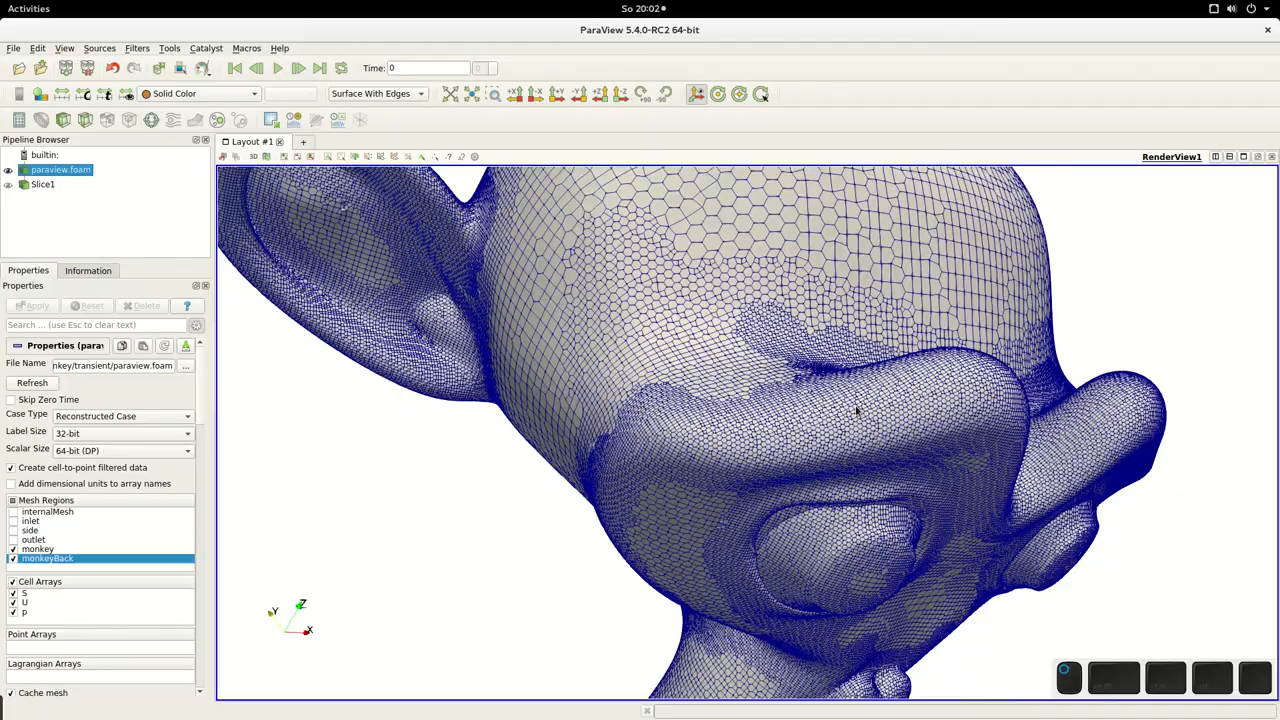 Activities
So 20:02
ParaView 5.4.0-RC2 64-bit
File Edit View Sources Filters Tools Catalyst Macros Help
Time: 0
Solid Color
Surface With Edges
Pipeline Browser
Layout #1
RenderView1
builtin:
paraview.foam
Slice1
Properties Information
Properties
Apply Reset Delete ?
Search ... (use Esc to clear text)
Properties (para
File Name nkey/transient/paraview.foam ...
Refresh
Skip Zero Time
Case Type Reconstructed Case
Label Size 32-bit
Scalar Size 64-bit (DP)
Create cell-to-point filtered data
Add dimensional units to array names
Mesh Regions
internalMesh
inlet
side
outlet
monkey
monkeyBack
Cell Arrays
S
U
p
Point Arrays
Lagrangian Arrays
Cache mesh
Z
Y
X